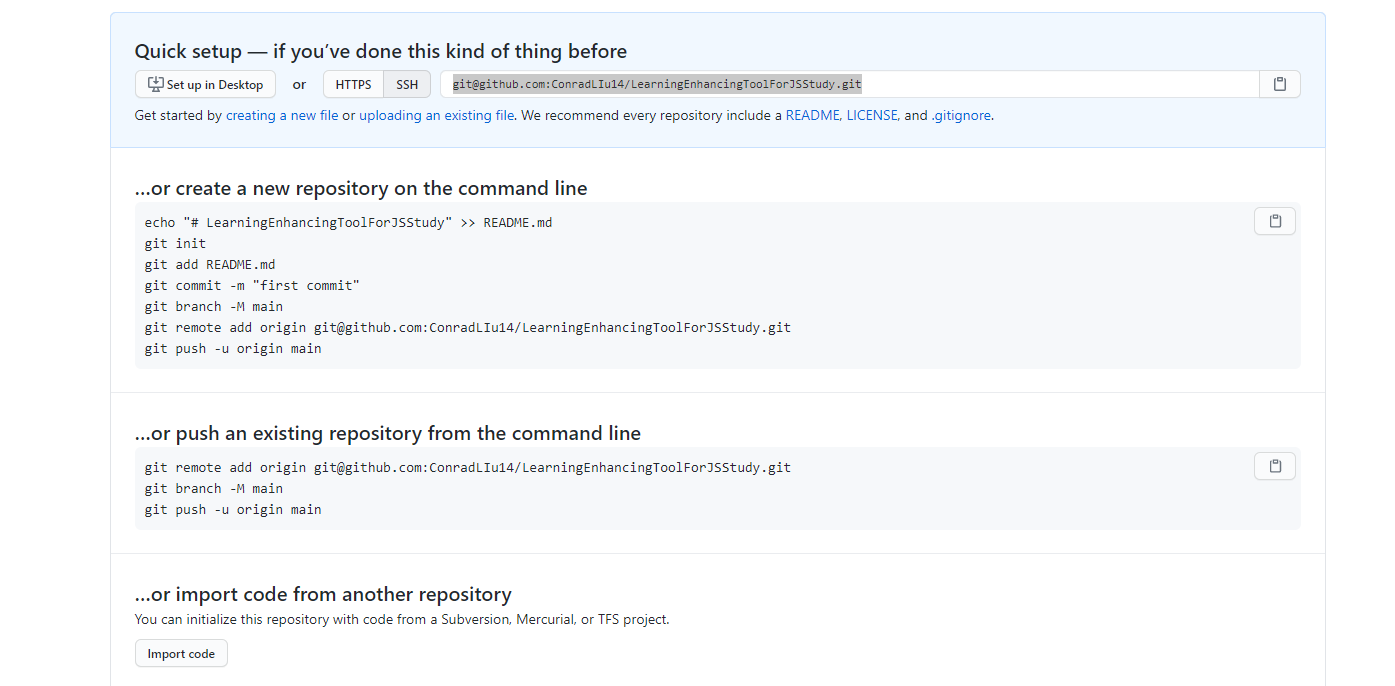 Quick setup — if you’ve done this kind of thing before
Set up in Desktop or HTTPS SSH git@github.com:ConradLIu14/LearningEnhancingToolForJSStudy.git
Get started by creating a new file or uploading an existing file. We recommend every repository include a README, LICENSE, and .gitignore.
…or create a new repository on the command line
echo "# LearningEnhancingToolForJSStudy" >> README.md
git init
git add README.md
git commit -m "first commit"
git branch -M main
git remote add origin git@github.com:ConradLIu14/LearningEnhancingToolForJSStudy.git
git push -u origin main
…or push an existing repository from the command line
git remote add origin git@github.com:ConradLIu14/LearningEnhancingToolForJSStudy.git
git branch -M main
git push -u origin main
…or import code from another repository
You can initialize this repository with code from a Subversion, Mercurial, or TFS project.
Import code